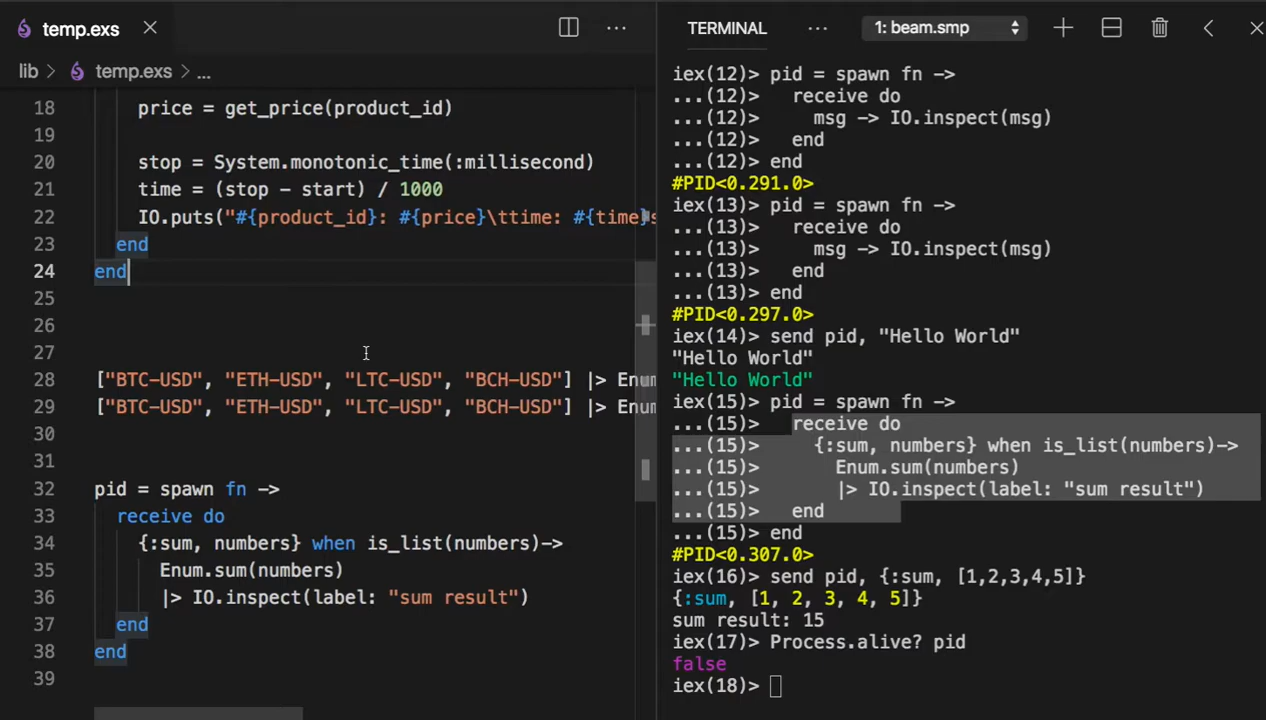 temp.exs
lib > temp.exs > ...
18 price = get_price(product_id)
19
20 stop = System.monotonic_time(:millisecond)
21 time = (stop - start) / 1000
22 IO.puts("#{product_id}: #{price}\ttime: #{time}s
23 end
24 end
25
26
27
28 ["BTC-USD", "ETH-USD", "LTC-USD", "BCH-USD"] |> Enum
29 ["BTC-USD", "ETH-USD", "LTC-USD", "BCH-USD"] |> Enum
30
31
32 pid = spawn fn ->
33 receive do
34 {:sum, numbers} when is_list(numbers)->
35 Enum.sum(numbers)
36 |> IO.inspect(label: "sum result")
37 end
38 end
39
TERMINAL ... 1: beam.smp
iex(12)> pid = spawn fn ->
...(12)> receive do
...(12)> msg -> IO.inspect(msg)
...(12)> end
...(12)> end
#PID<0.291.0>
iex(13)> pid = spawn fn ->
...(13)> receive do
...(13)> msg -> IO.inspect(msg)
...(13)> end
...(13)> end
#PID<0.297.0>
iex(14)> send pid, "Hello World"
"Hello World"
"Hello World"
iex(15)> pid = spawn fn ->
...(15)> receive do
...(15)> {:sum, numbers} when is_list(numbers)->
...(15)> Enum.sum(numbers)
...(15)> |> IO.inspect(label: "sum result")
...(15)> end
...(15)> end
#PID<0.307.0>
iex(16)> send pid, {:sum, [1,2,3,4,5]}
{:sum, [1, 2, 3, 4, 5]}
sum result: 15
iex(17)> Process.alive? pid
false
iex(18)>